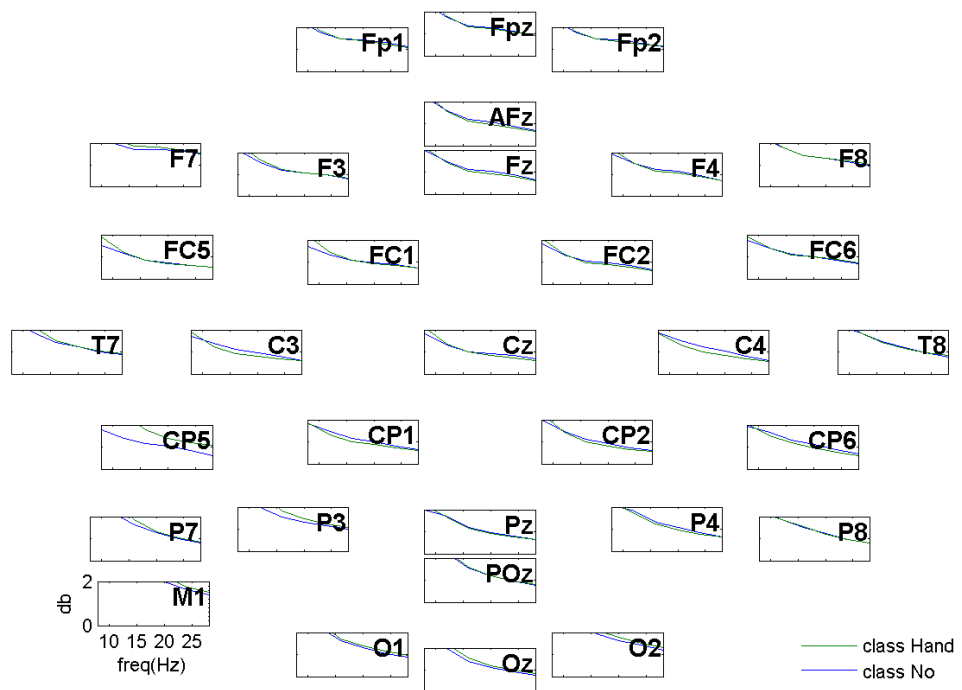 Fp1 Fpz Fp2
AFz
F7 F3 Fz F4 F8
FC5 FC1 FC2 FC6
T7 C3 Cz C4 T8
CP5 CP1 CP2 CP6
P7 P3 Pz P4 P8
POz
2 M1
db
0
10 15 20 25
freq(Hz)
O1 Oz O2
class Hand
class No